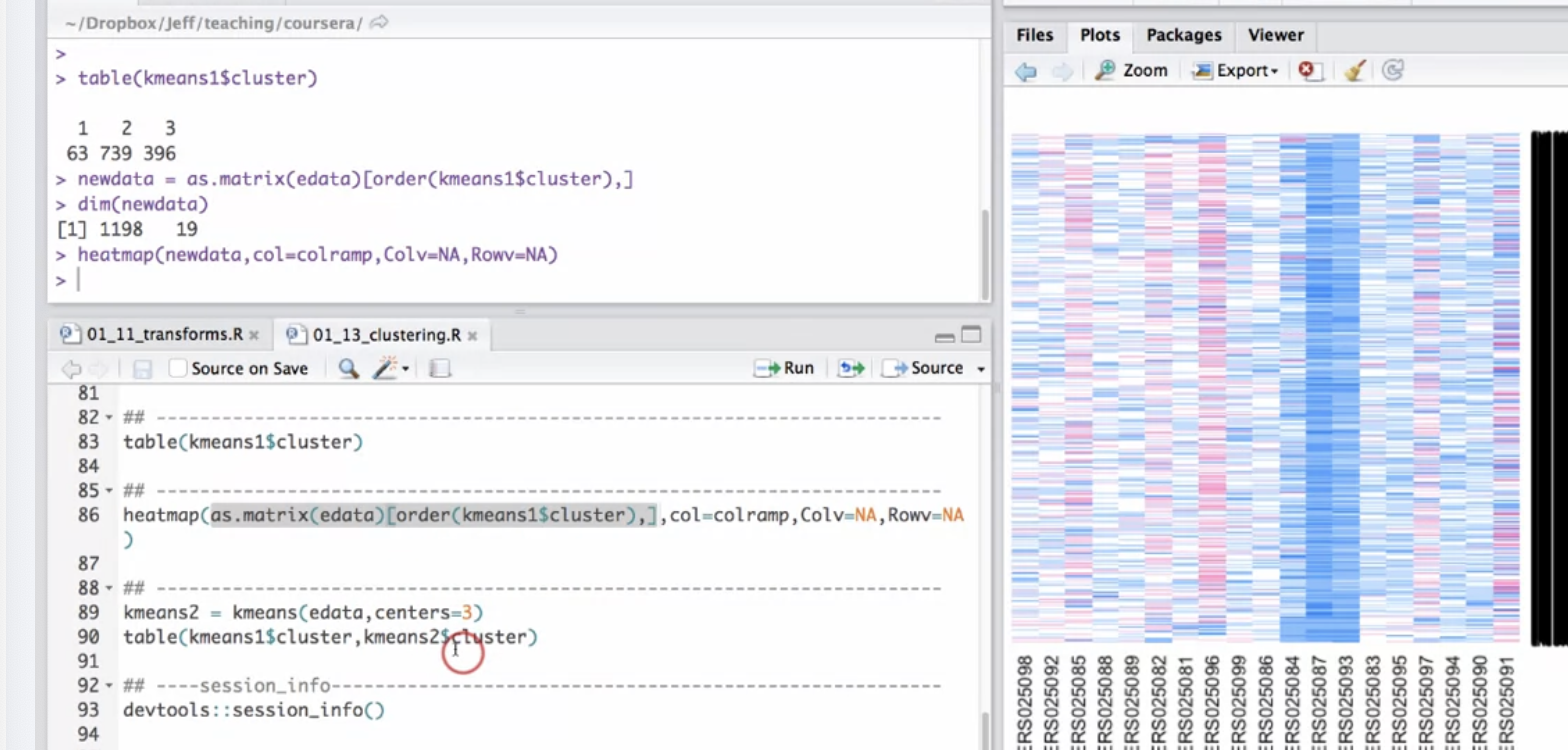 ~/Dropbox/Jeff/teaching/coursera/
>
> table(kmeans1$cluster)
1 2 3
63 739 396
> newdata = as.matrix(edata)[order(kmeans1$cluster),]
> dim(newdata)
[1] 1198 19
> heatmap(newdata,col=colramp,Colv=NA,Rowv=NA)
>
01_11_transforms.R
01_13_clustering.R
Source on Save
Run
Source
81
82 ## ------------------------------------------------------------------------
83 table(kmeans1$cluster)
84
85 ## ------------------------------------------------------------------------
86 heatmap(as.matrix(edata)[order(kmeans1$cluster),],col=colramp,Colv=NA,Rowv=NA
)
87
88 ## ------------------------------------------------------------------------
89 kmeans2 = kmeans(edata,centers=3)
90 table(kmeans1$cluster,kmeans2$cluster)
91
92 ## ----session_info--------------------------------------------------------
93 devtools::session_info()
94
Files
Plots
Packages
Viewer
Zoom
Export
ERS025098
ERS025092
ERS025085
ERS025088
ERS025089
ERS025082
ERS025081
ERS025096
ERS025099
ERS025086
ERS025084
ERS025087
ERS025093
ERS025083
ERS025095
ERS025097
ERS025094
ERS025090
ERS025091